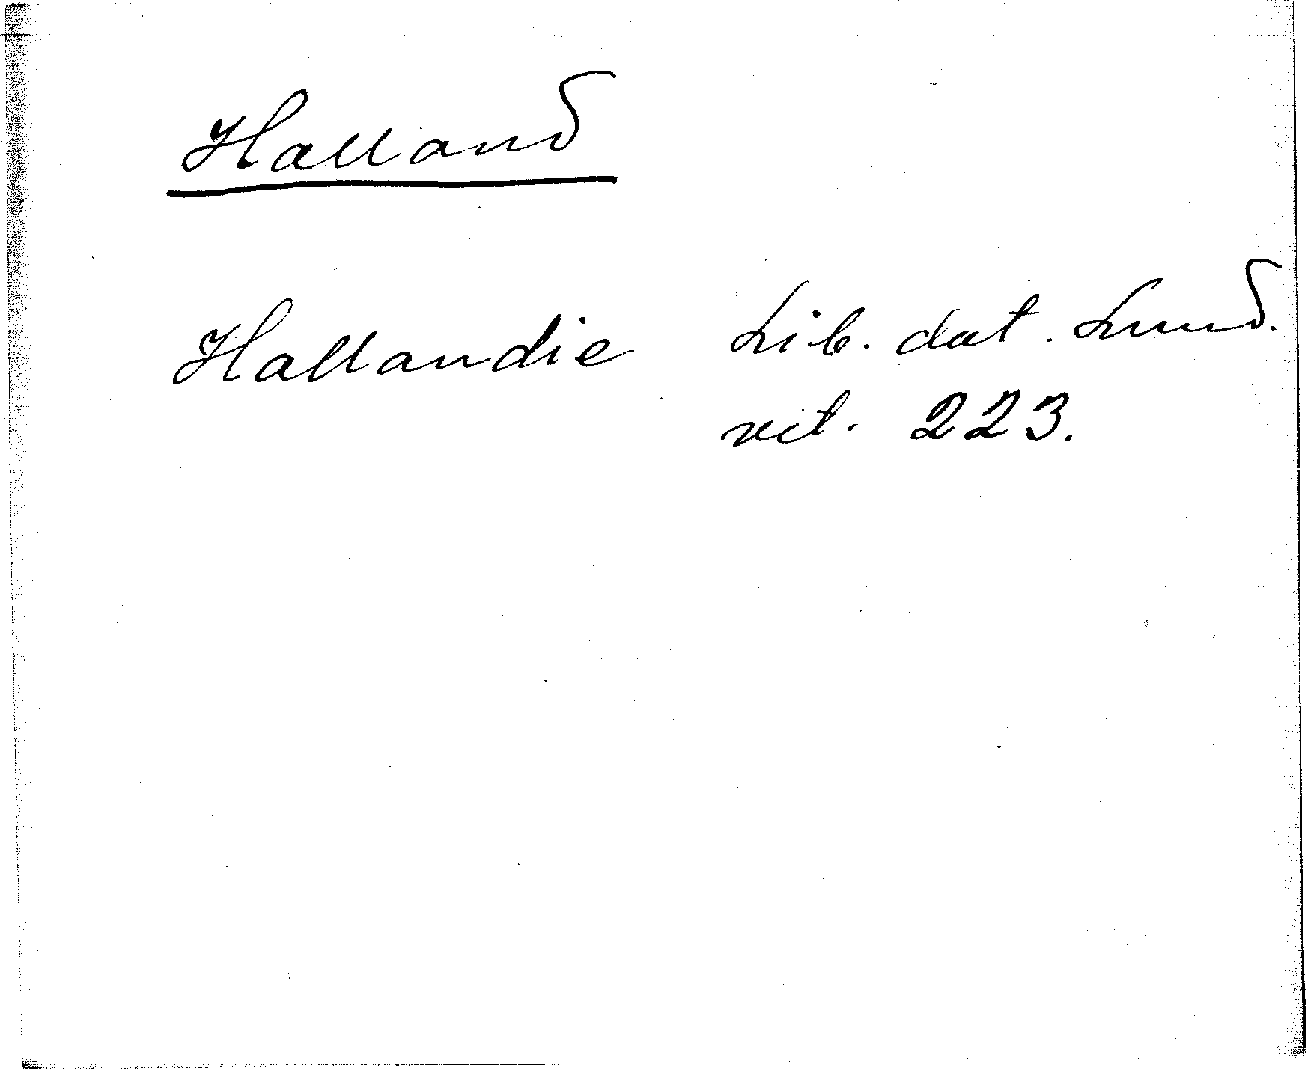 Halland
Hallandie Lib. dat. Lund.
vet. 223.